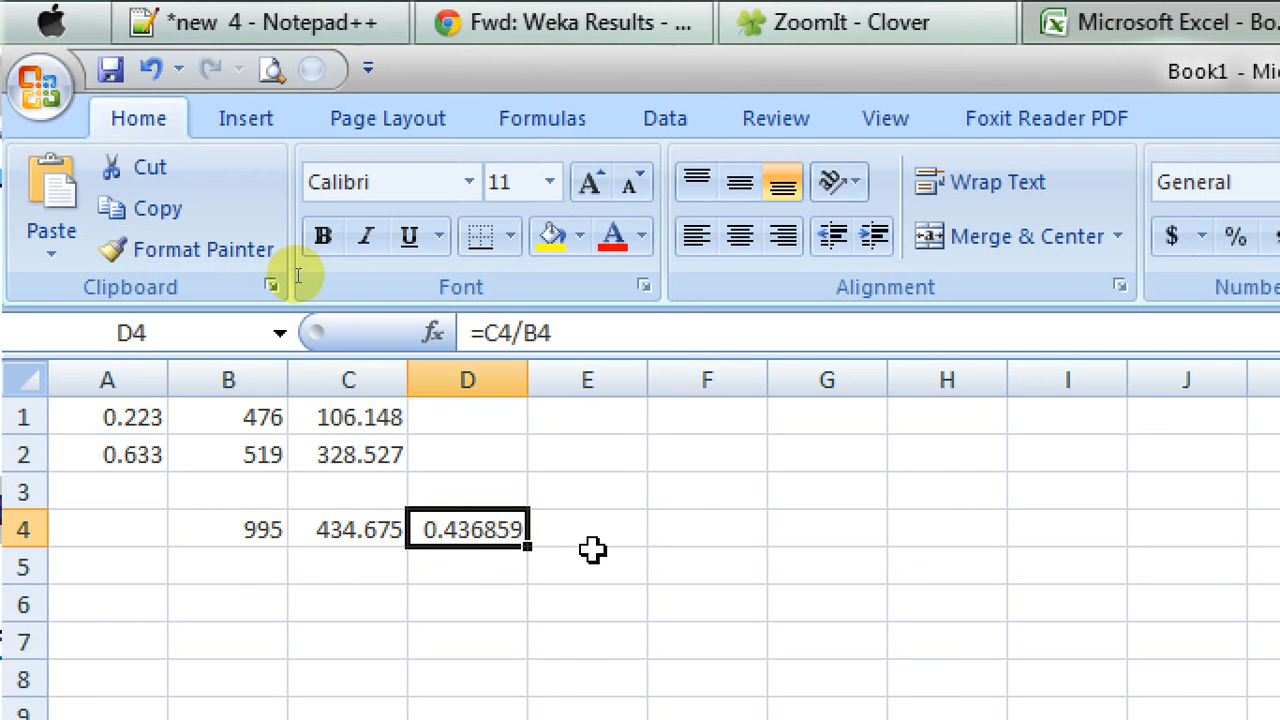 *new 4 - Notepad++ Fwd: Weka Results - ... ZoomIt - Clover Microsoft Excel - Bo...
Book1 - Mi
Home Insert Page Layout Formulas Data Review View Foxit Reader PDF
Cut Calibri 11 A A Wrap Text General
Copy
Paste B I U A Merge & Center $ %
Format Painter
Clipboard Font Alignment Numbe
D4 fx =C4/B4
A B C D E F G H I J
1 0.223 476 106.148
2 0.633 519 328.527
3
4 995 434.675 0.436859
5
6
7
8
9